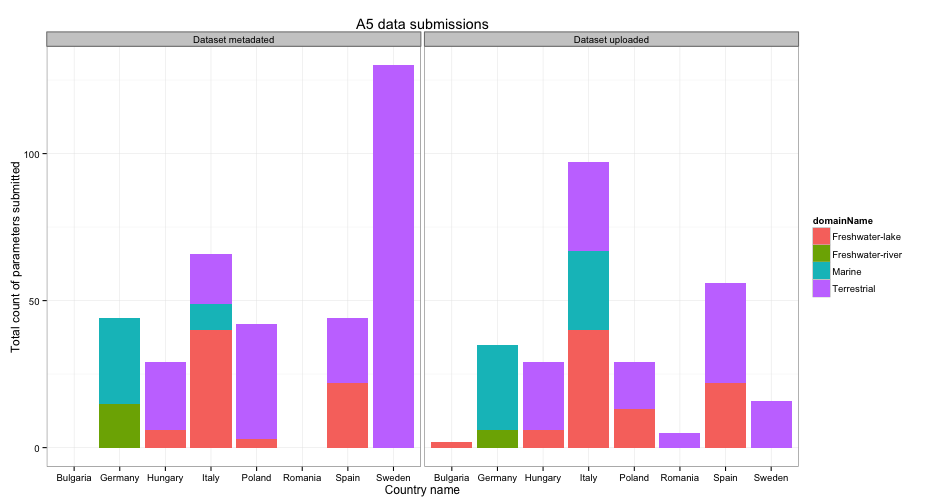 A5 data submissions
Dataset metadated
Dataset uploaded
Total count of parameters submitted
100
50
0
Bulgaria Germany Hungary Italy Poland Romania Spain Sweden
Bulgaria Germany Hungary Italy Poland Romania Spain Sweden
Country name
domainName
Freshwater-lake
Freshwater-river
Marine
Terrestrial